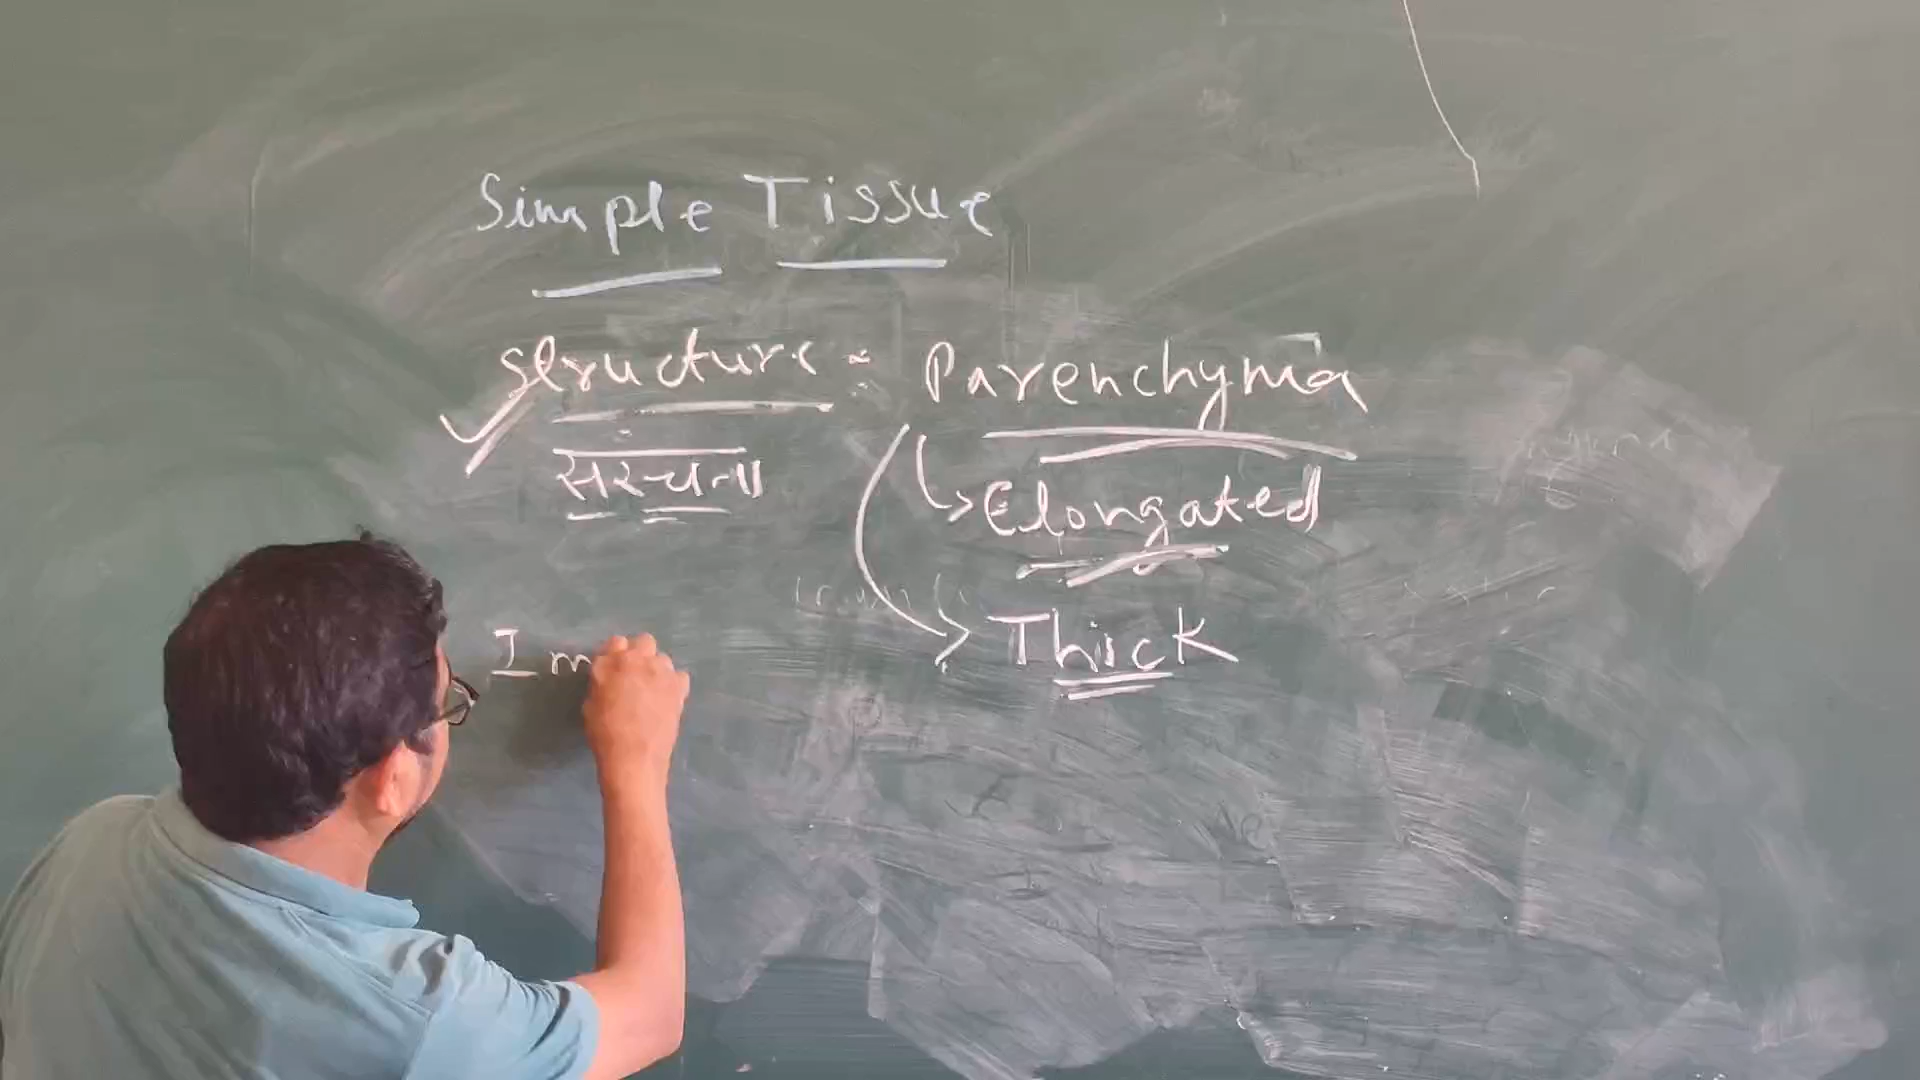 Simple Tissue
Structure = Parenchyma
संरचना
Elongated
Thick
Im